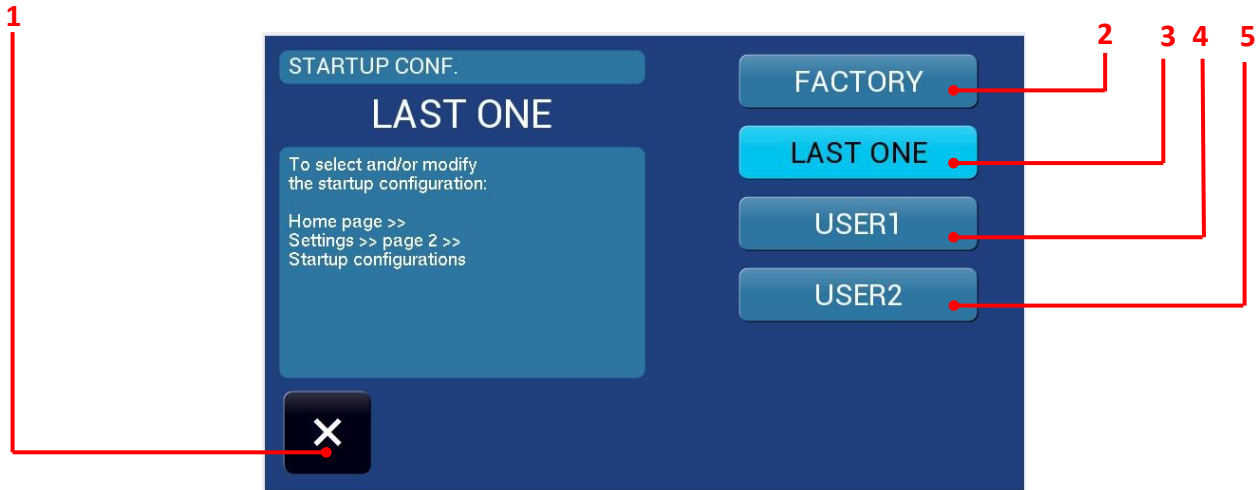 1
2 3 4 5
STARTUP CONF.
LAST ONE
To select and/or modify
the startup configuration:
Home page >>
Settings >> page 2 >>
Startup configurations
FACTORY
LAST ONE
USER1
USER2